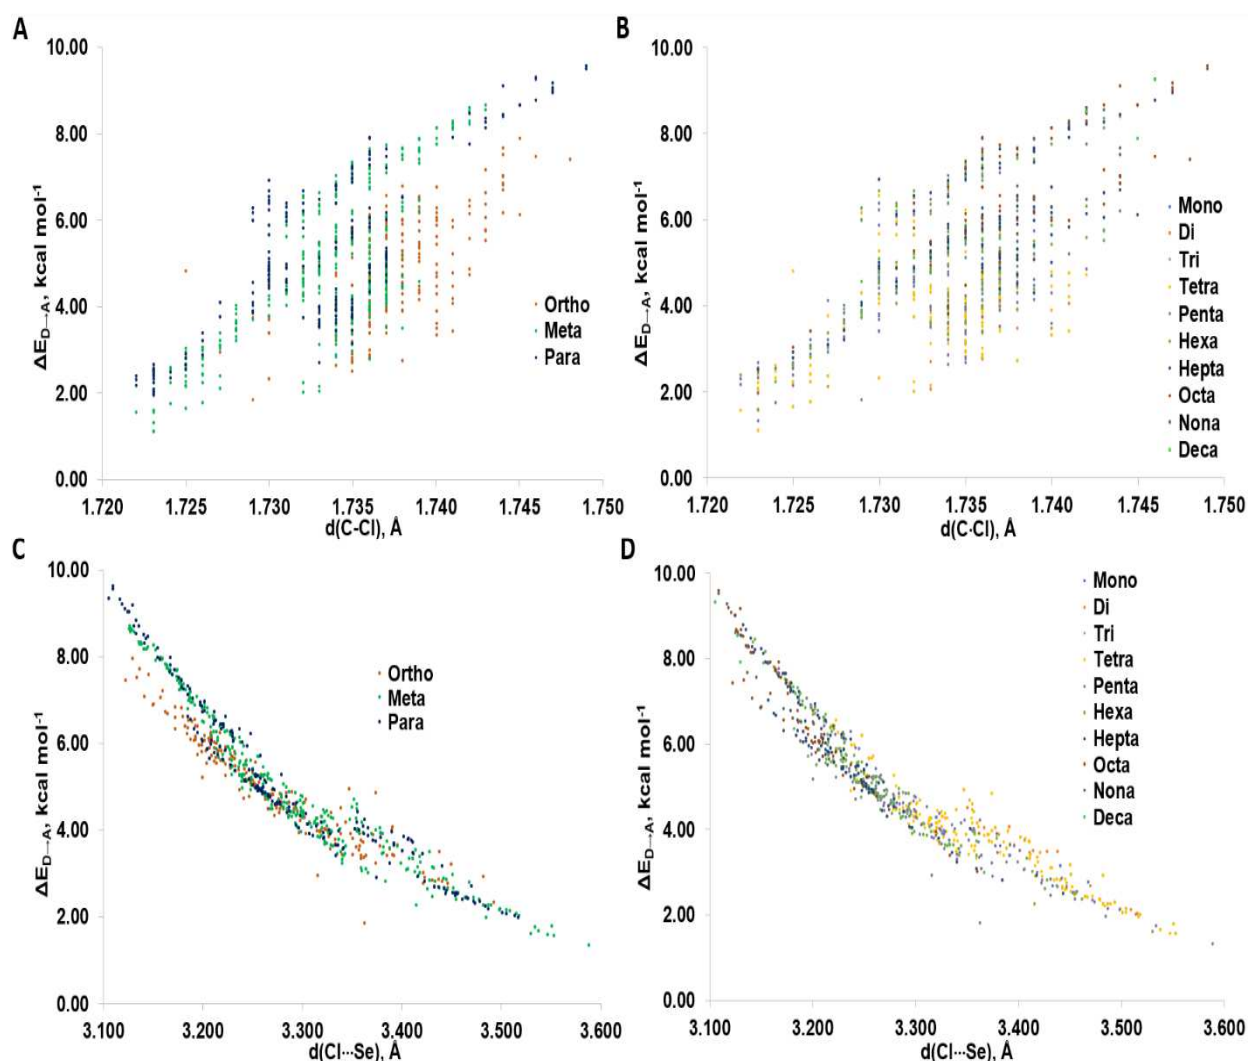 A
ΔE_D→A, kcal mol⁻¹
10.00
8.00
6.00
4.00
2.00
0.00
1.720 1.725 1.730 1.735 1.740 1.745 1.750
d(C-Cl), Å
Ortho
Meta
Para
B
ΔE_D→A, kcal mol⁻¹
10.00
8.00
6.00
4.00
2.00
0.00
1.720 1.725 1.730 1.735 1.740 1.745 1.750
d(C-Cl), Å
Mono
Di
Tri
Tetra
Penta
Hexa
Hepta
Octa
Nona
Deca
C
ΔE_D→A, kcal mol⁻¹
10.00
8.00
6.00
4.00
2.00
0.00
3.100 3.200 3.300 3.400 3.500 3.600
d(Cl···Se), Å
Ortho
Meta
Para
D
ΔE_D→A, kcal mol⁻¹
10.00
8.00
6.00
4.00
2.00
0.00
3.100 3.200 3.300 3.400 3.500 3.600
d(Cl···Se), Å
Mono
Di
Tri
Tetra
Penta
Hexa
Hepta
Octa
Nona
Deca